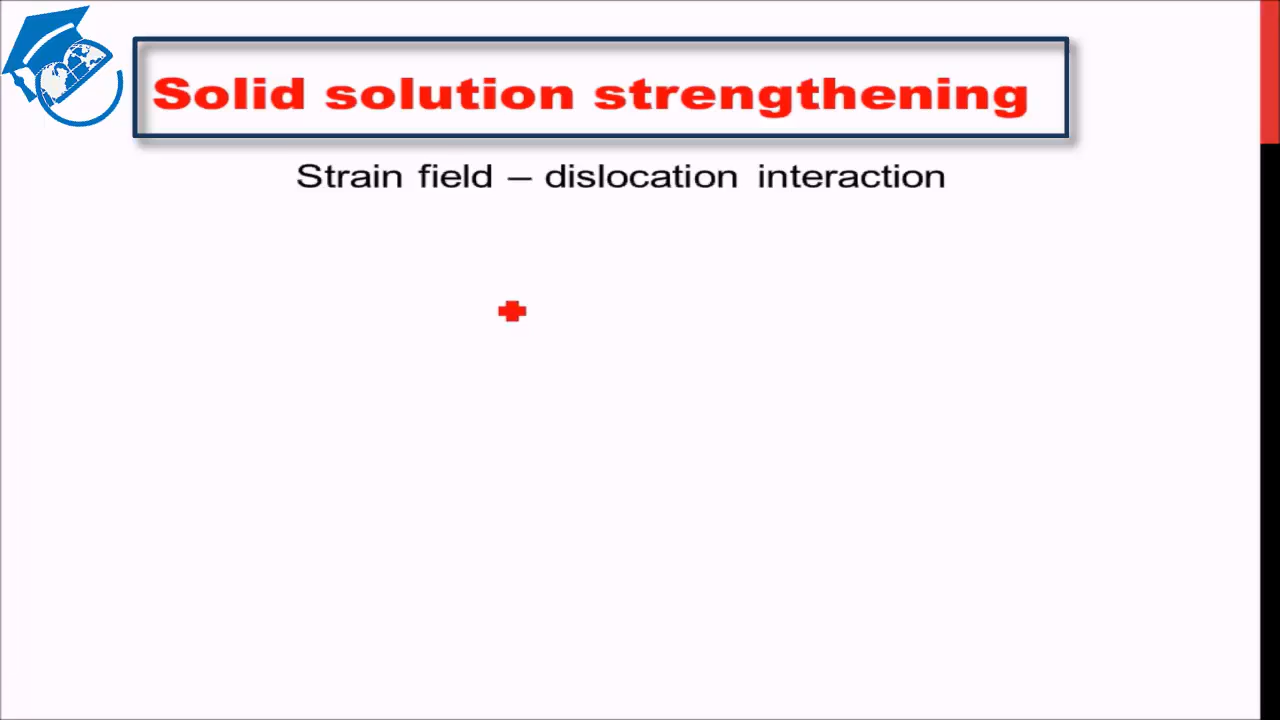 Solid solution strengthening
Strain field – dislocation interaction